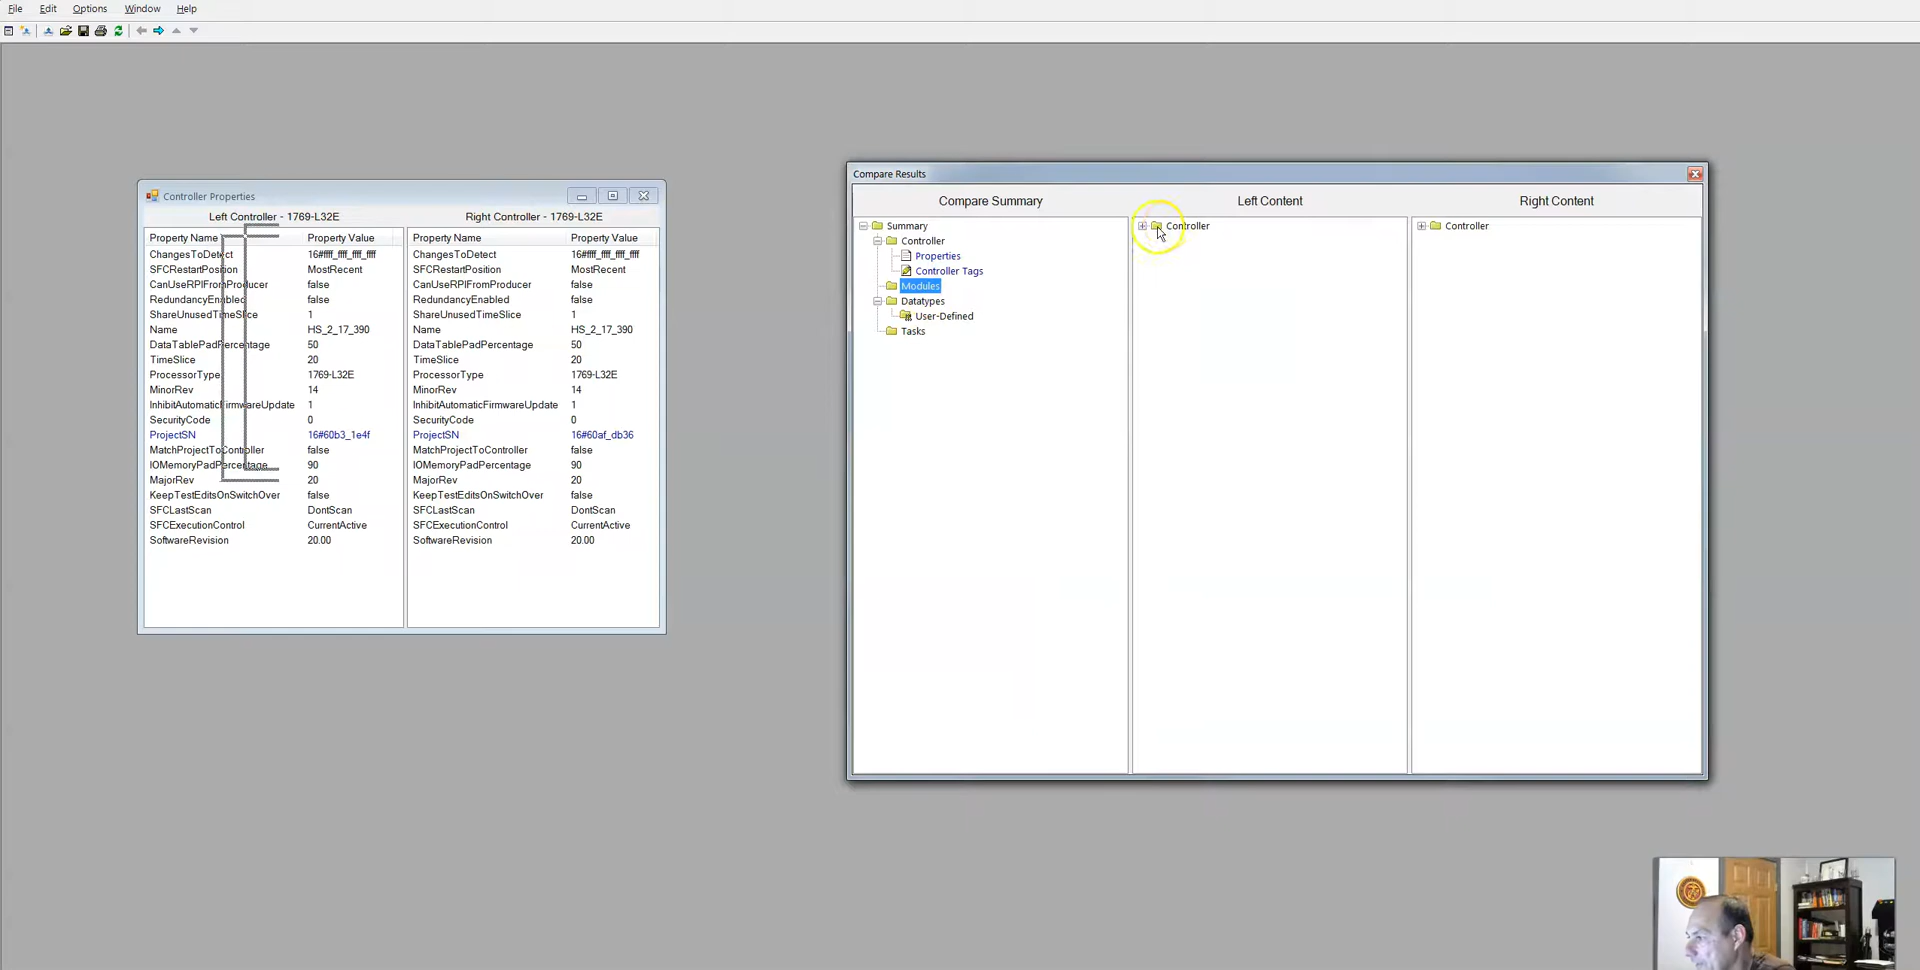 File Edit Options Window Help
Controller Properties
Left Controller - 1769-L32E Right Controller - 1769-L32E
Property Name Property Value Property Name Property Value
ChangesToDetect 16#ffff_ffff_ffff_ffff ChangesToDetect 16#ffff_ffff_ffff_ffff
SFCRestartPosition MostRecent SFCRestartPosition MostRecent
CanUseRPIFromProducer false CanUseRPIFromProducer false
RedundancyEnabled false RedundancyEnabled false
ShareUnusedTimeSlice 1 ShareUnusedTimeSlice 1
Name HS_2_17_390 Name HS_2_17_390
DataTablePadPercentage 50 DataTablePadPercentage 50
TimeSlice 20 TimeSlice 20
ProcessorType 1769-L32E ProcessorType 1769-L32E
MinorRev 14 MinorRev 14
InhibitAutomaticFirmwareUpdate 1 InhibitAutomaticFirmwareUpdate 1
SecurityCode 0 SecurityCode 0
ProjectSN 16#60b3_1e4f ProjectSN 16#60af_db36
MatchProjectToController false MatchProjectToController false
IOMemoryPadPercentage 90 IOMemoryPadPercentage 90
MajorRev 20 MajorRev 20
KeepTestEditsOnSwitchOver false KeepTestEditsOnSwitchOver false
SFCLastScan DontScan SFCLastScan DontScan
SFCExecutionControl CurrentActive SFCExecutionControl CurrentActive
SoftwareRevision 20.00 SoftwareRevision 20.00
Compare Results
Compare Summary Left Content Right Content
Summary Controller Controller
Controller
Properties
Controller Tags
Modules
Datatypes
User-Defined
Tasks